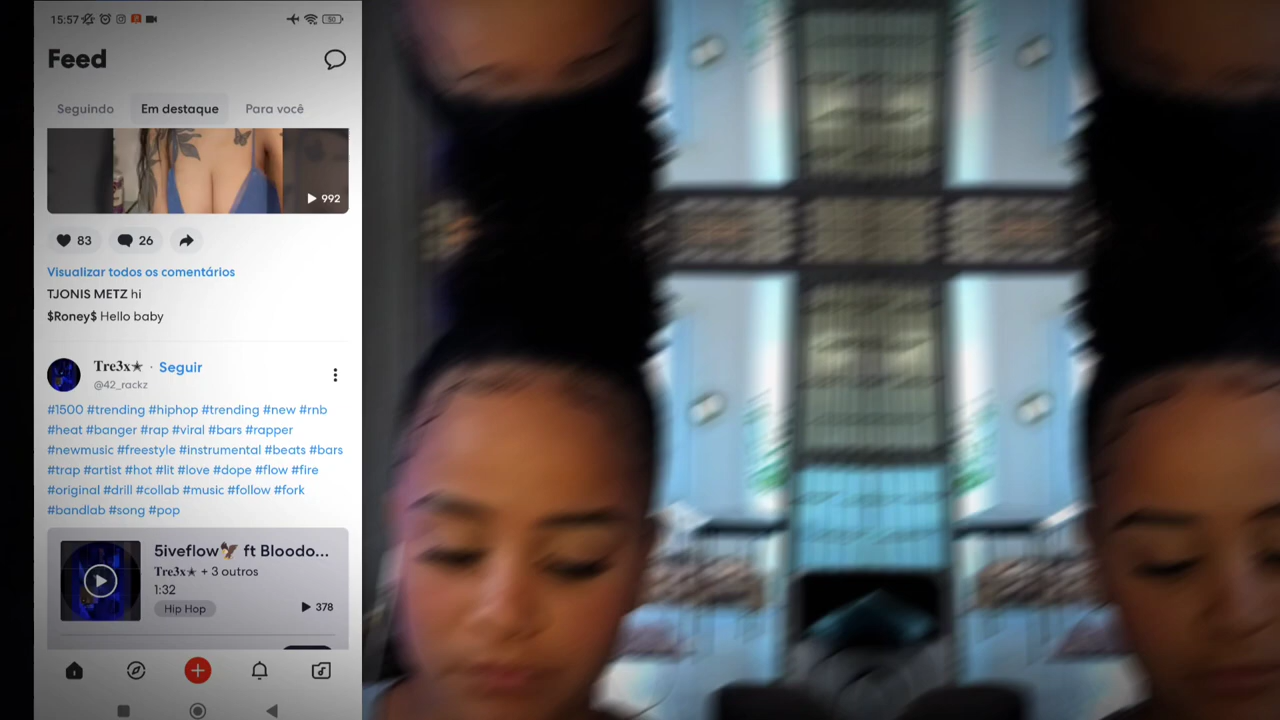 15:57
50
Feed
Seguindo
Em destaque
Para você
992
83
26
Visualizar todos os comentários
TJONIS METZ hi
$Roney$ Hello baby
Tre3x★ · Seguir
@42_rackz
#1500 #trending #hiphop #trending #new #rnb
#heat #banger #rap #viral #bars #rapper
#newmusic #freestyle #instrumental #beats #bars
#trap #artist #hot #lit #love #dope #flow #fire
#original #drill #collab #music #follow #fork
#bandlab #song #pop
5iveflow🦅 ft Bloodo...
Tre3x★ + 3 outros
1:32
Hip Hop
378